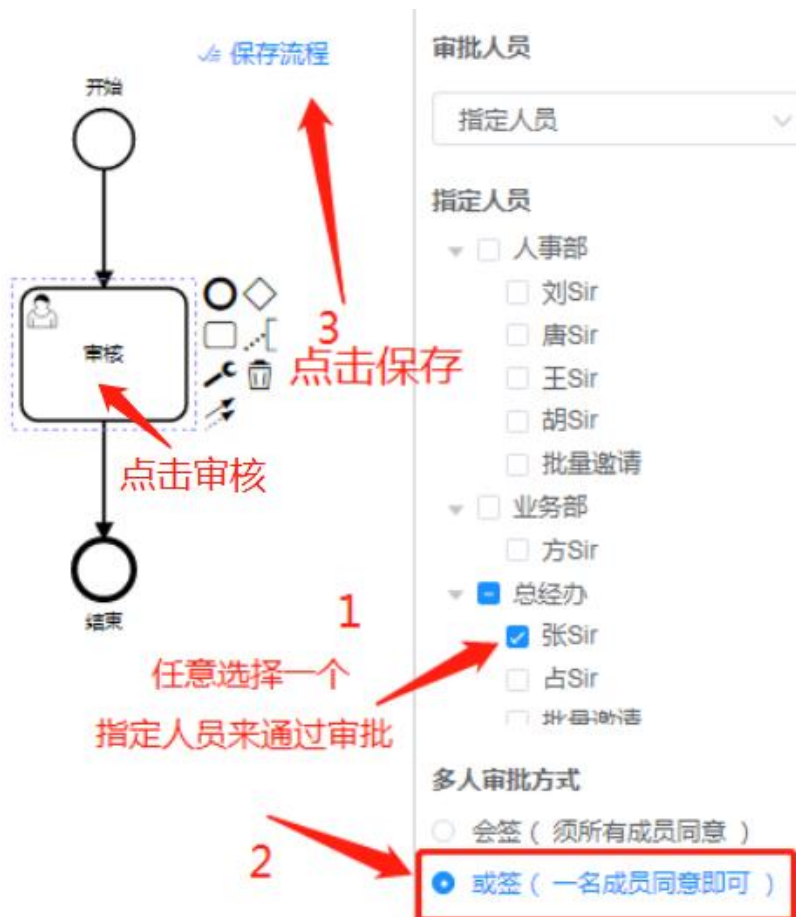 保存流程
开始
审核
3
点击保存
点击审核
结束
1
任意选择一个
指定人员来通过审批
2
审批人员
指定人员
指定人员
人事部
刘Sir
唐Sir
王Sir
胡Sir
批量邀请
业务部
方Sir
总经办
张Sir
占Sir
批量邀请
多人审批方式
会签（ 须所有成员同意 ）
或签（ 一名成员同意即可 ）